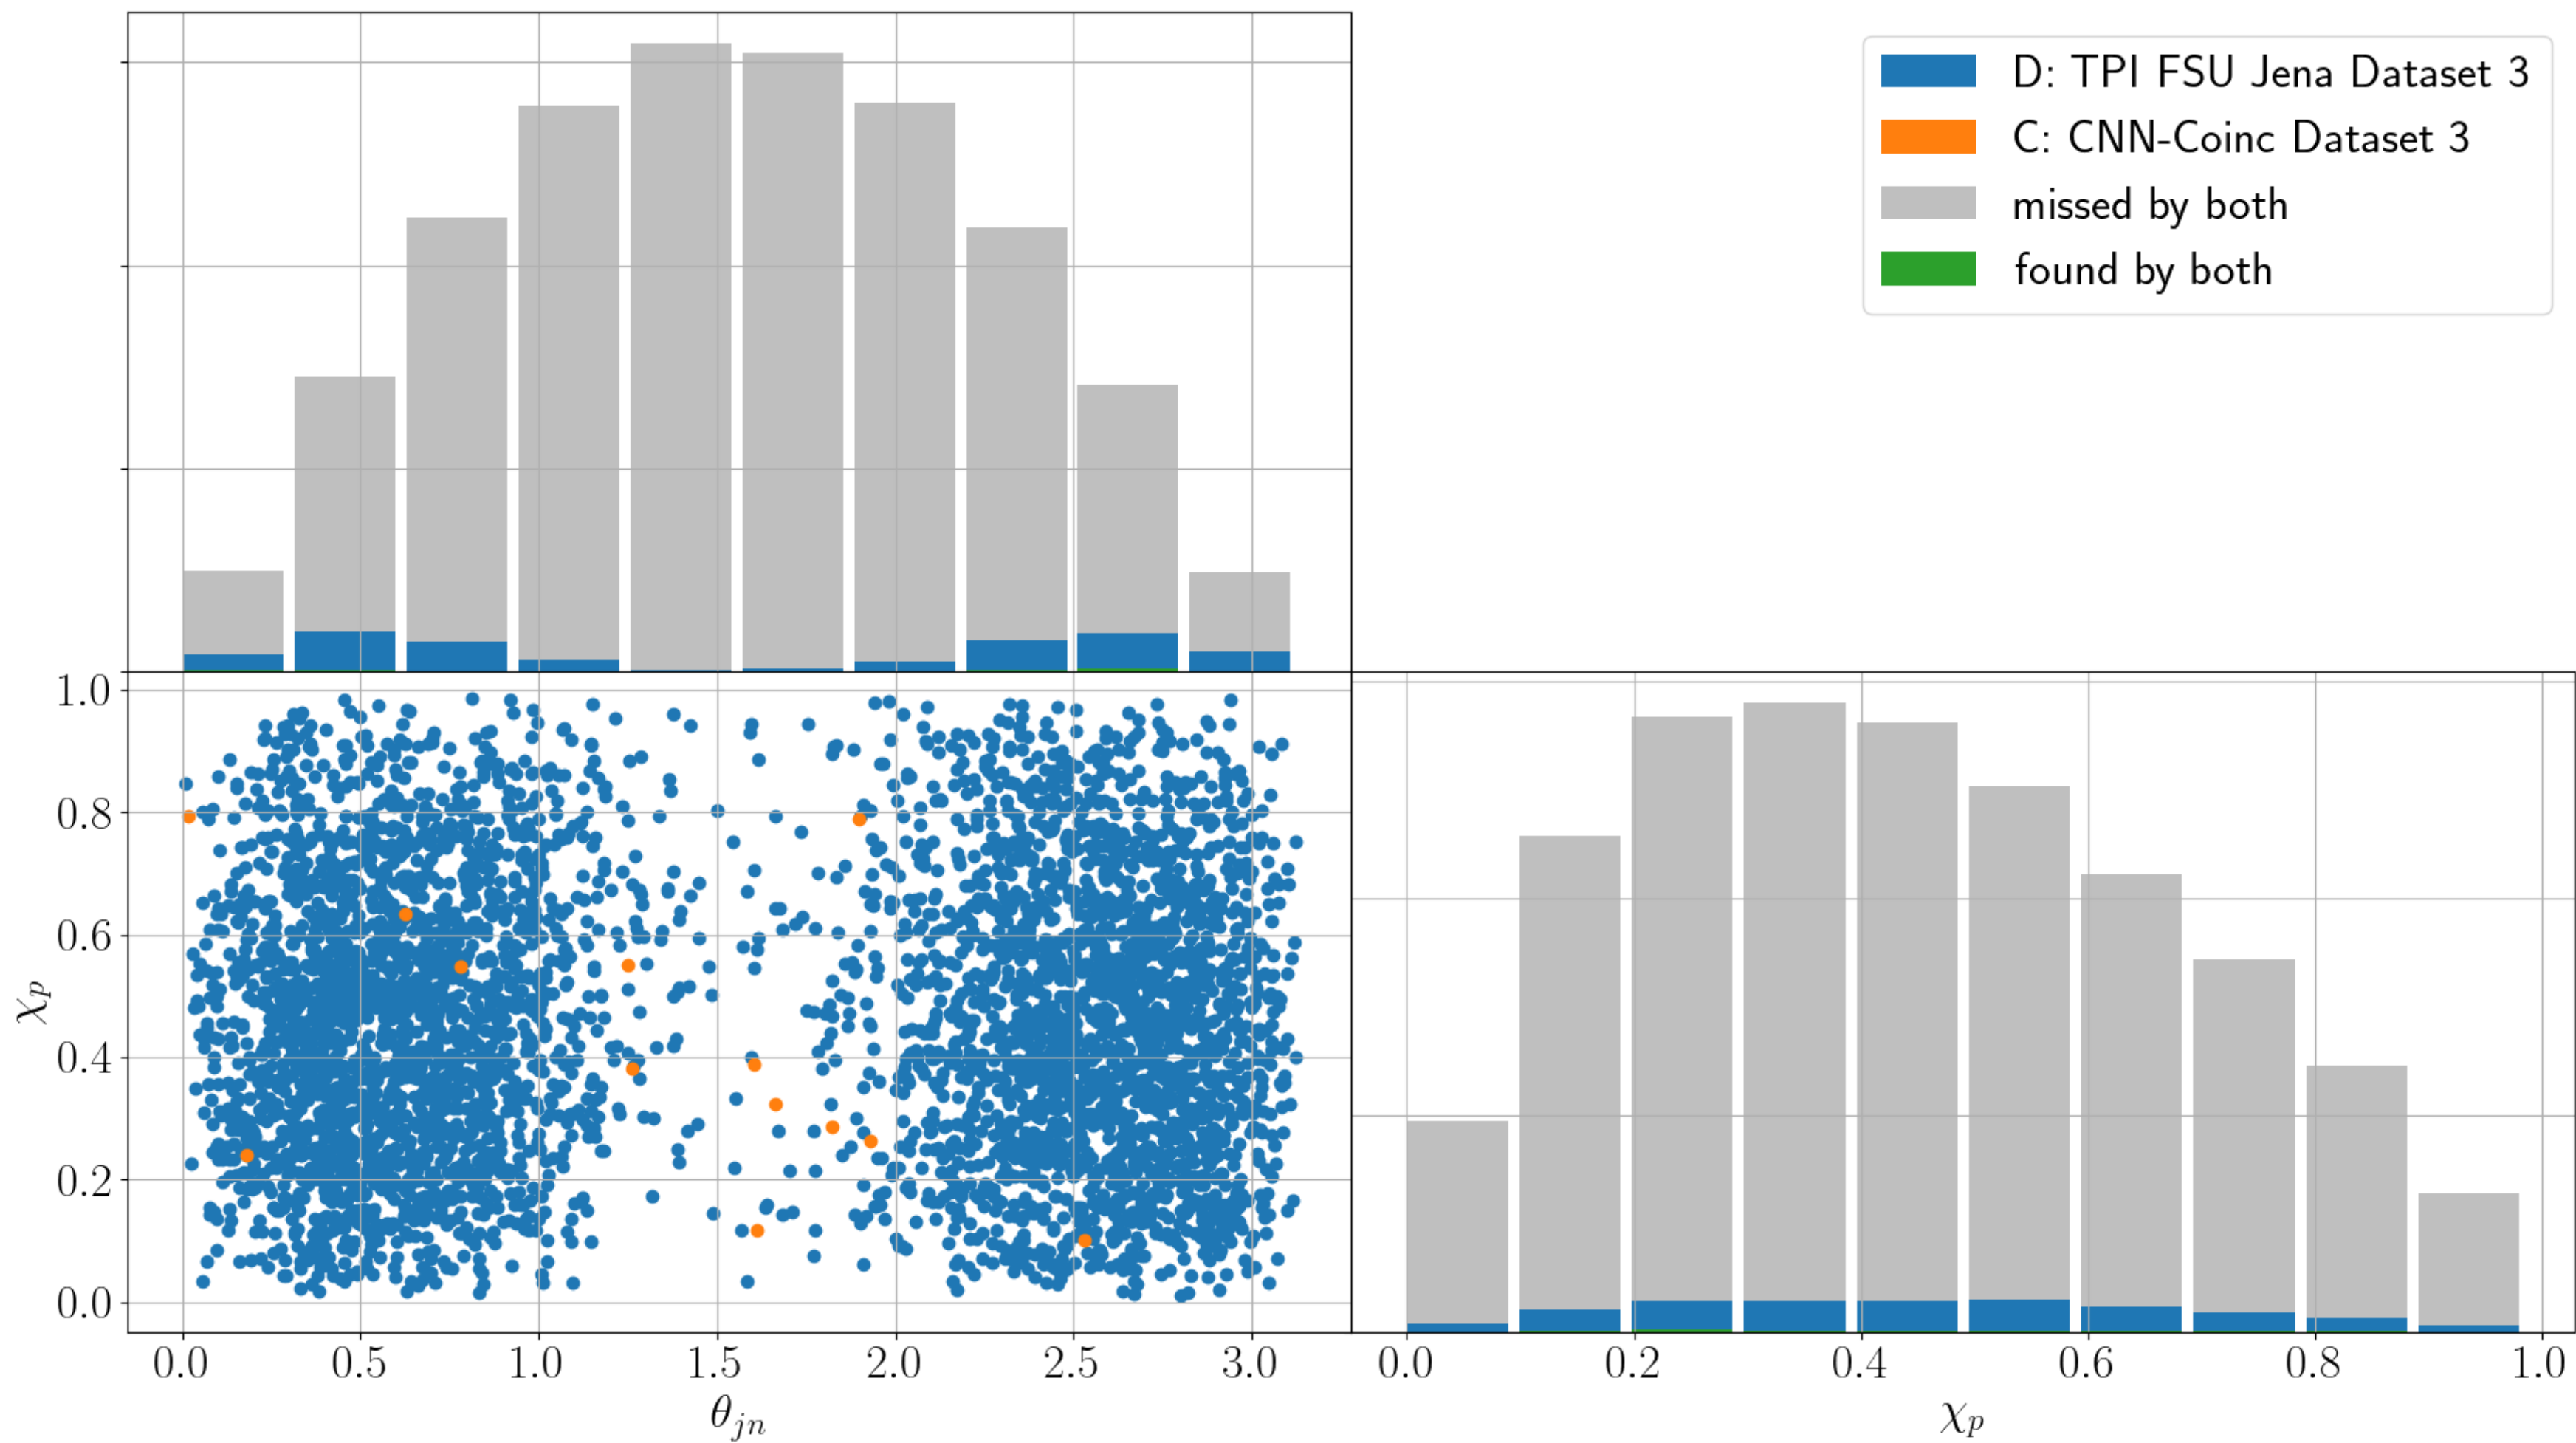 D: TPI FSU Jena Dataset 3
C: CNN-Coinc Dataset 3
missed by both
found by both
1.0
0.8
0.6
0.4
0.2
0.0
χp
0.0 0.5 1.0 1.5 2.0 2.5 3.0
θjn
0.0 0.2 0.4 0.6 0.8 1.0
χp